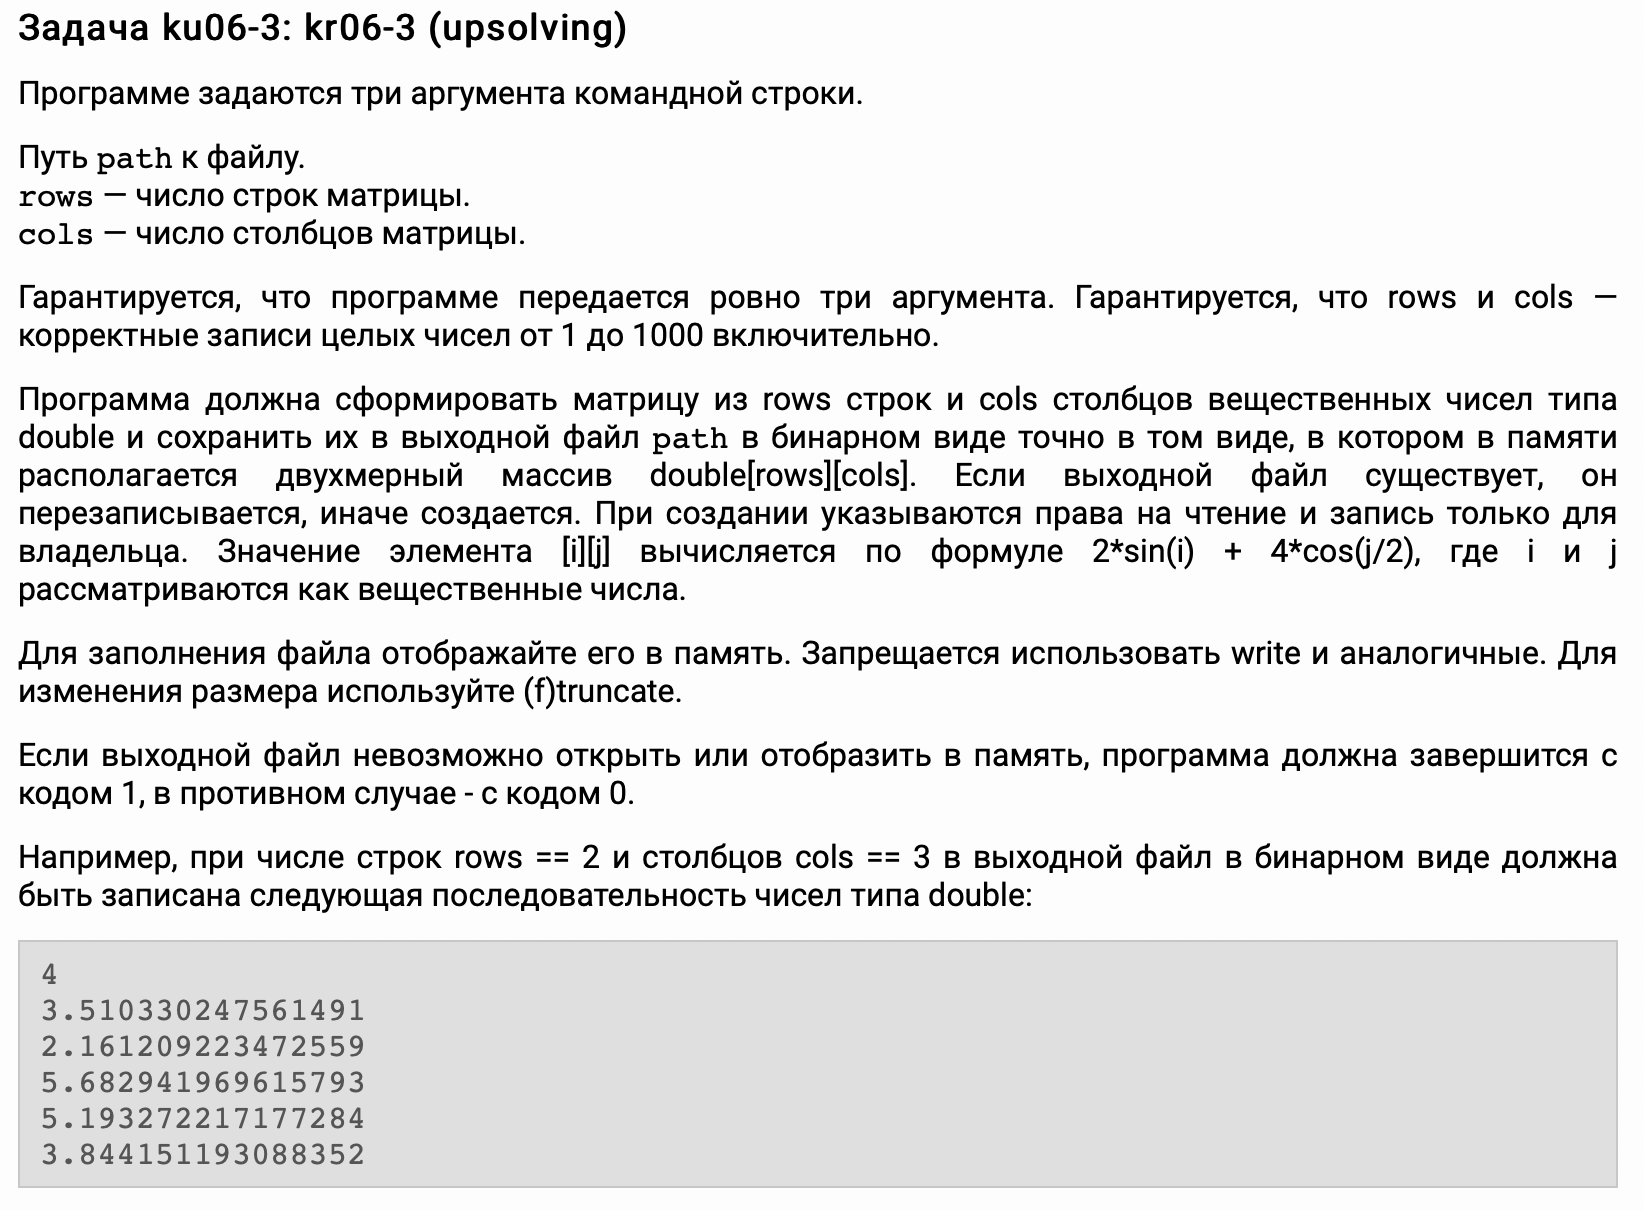 Задача ku06-3: kr06-3 (upsolving)
Программе задаются три аргумента командной строки.
Путь path к файлу.
rows — число строк матрицы.
cols — число столбцов матрицы.
Гарантируется, что программе передается ровно три аргумента. Гарантируется, что rows и cols —
корректные записи целых чисел от 1 до 1000 включительно.
Программа должна сформировать матрицу из rows строк и cols столбцов вещественных чисел типа
double и сохранить их в выходной файл path в бинарном виде точно в том виде, в котором в памяти
располагается двухмерный массив double[rows][cols]. Если выходной файл существует, он
перезаписывается, иначе создается. При создании указываются права на чтение и запись только для
владельца. Значение элемента [i][j] вычисляется по формуле 2*sin(i) + 4*cos(j/2), где i и j
рассматриваются как вещественные числа.
Для заполнения файла отображайте его в память. Запрещается использовать write и аналогичные. Для
изменения размера используйте (f)truncate.
Если выходной файл невозможно открыть или отобразить в память, программа должна завершится с
кодом 1, в противном случае - с кодом 0.
Например, при числе строк rows == 2 и столбцов cols == 3 в выходной файл в бинарном виде должна
быть записана следующая последовательность чисел типа double:
4
3.510330247561491
2.161209223472559
5.682941969615793
5.193272217177284
3.844151193088352